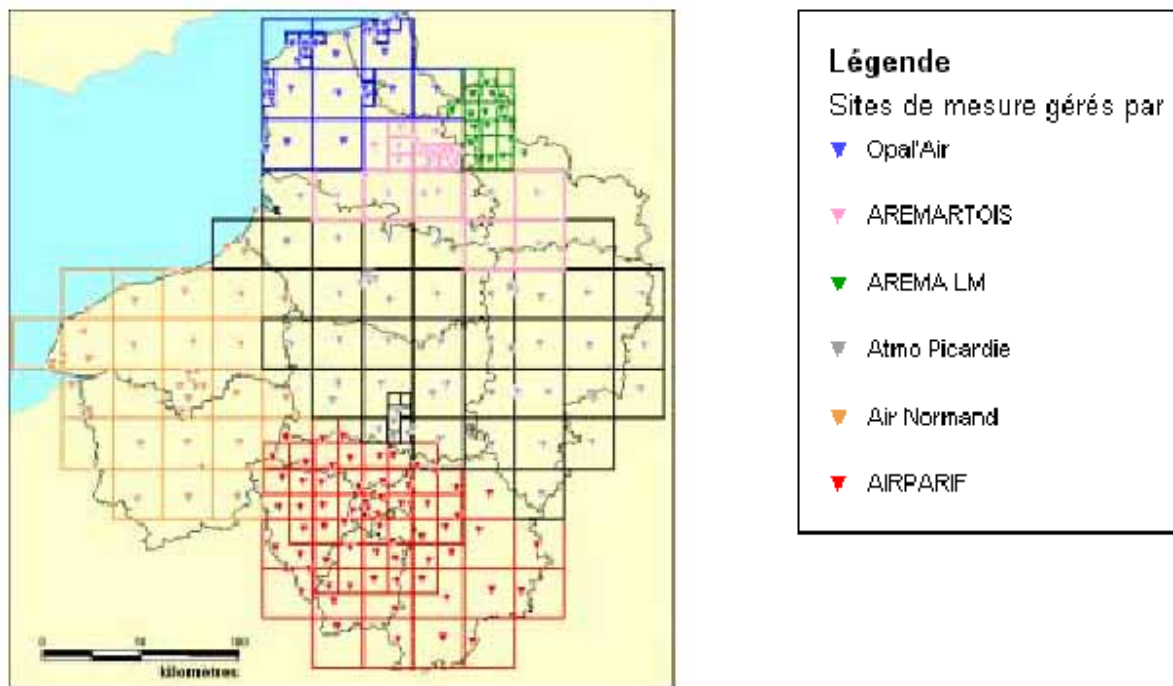 Légende
Sites de mesure gérés par
Opal'Air
AREMARTOIS
AREMA LM
Atmo Picardie
Air Normand
AIRPARIF
0 50 100
kilomètres